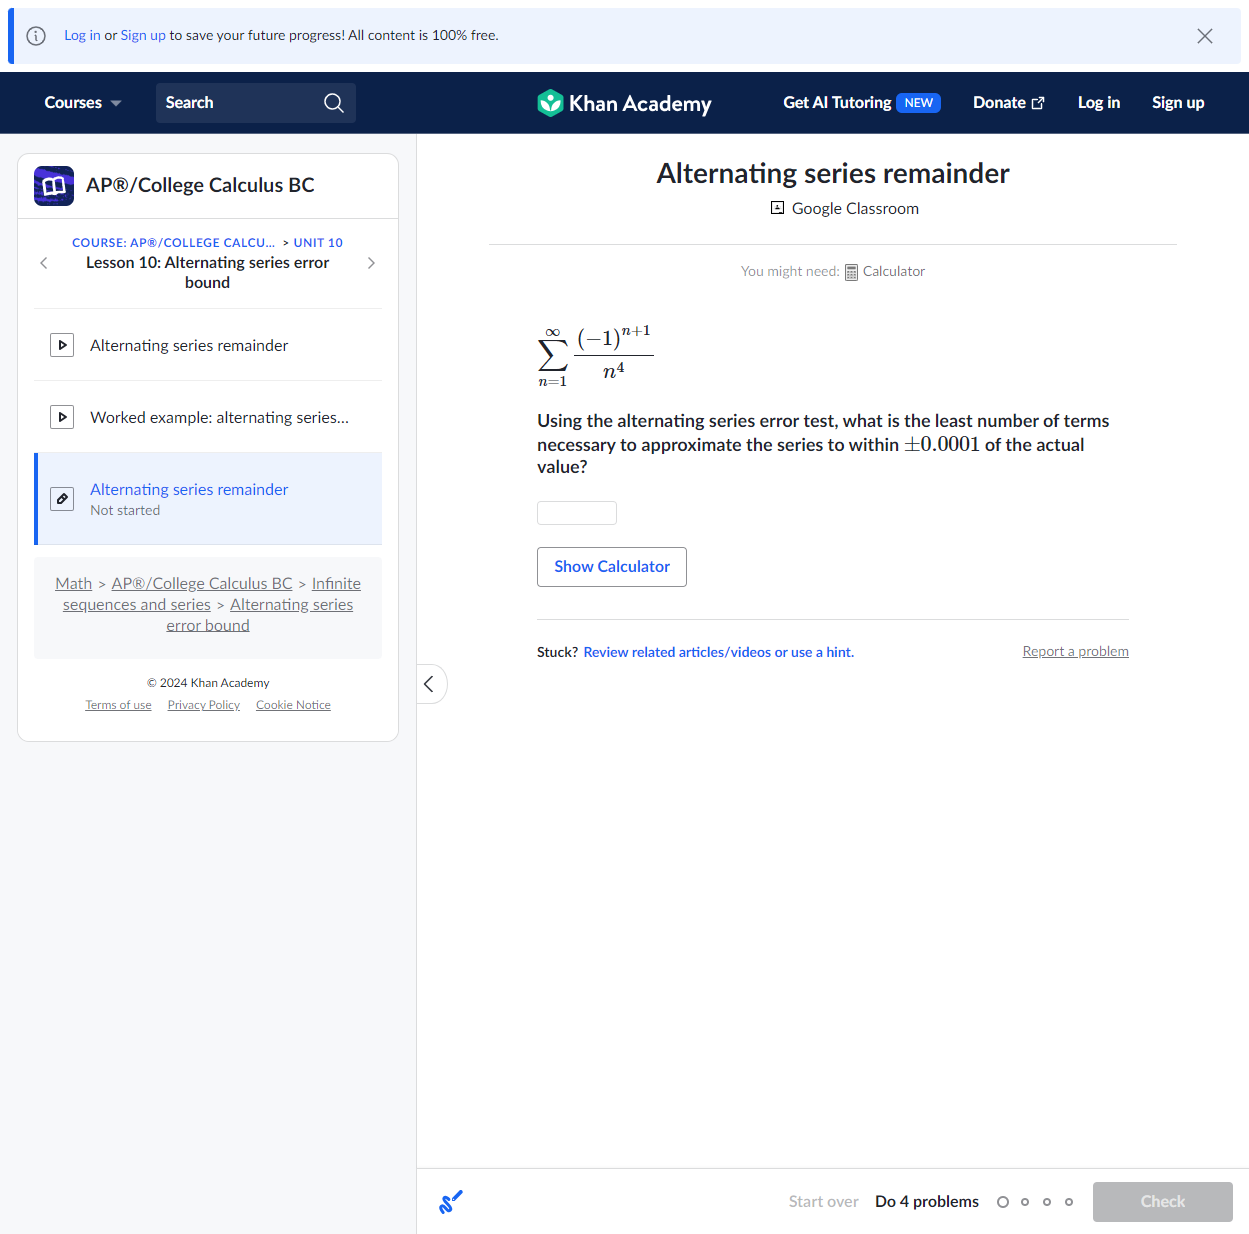 Log in or Sign up to save your future progress! All content is 100% free.
Courses
Search
Khan Academy
Get AI Tutoring NEW
Donate
Log in
Sign up
AP®/College Calculus BC
COURSE: AP®/COLLEGE CALCU... > UNIT 10
Lesson 10: Alternating series error
bound
Alternating series remainder
Worked example: alternating series...
Alternating series remainder
Not started
Math > AP®/College Calculus BC > Infinite
sequences and series > Alternating series
error bound
© 2024 Khan Academy
Terms of use Privacy Policy Cookie Notice
Alternating series remainder
Google Classroom
You might need: Calculator
∑_{n=1}^{∞} (−1)^{n+1} / n^4
Using the alternating series error test, what is the least number of terms
necessary to approximate the series to within ±0.0001 of the actual
value?
Show Calculator
Stuck? Review related articles/videos or use a hint.
Report a problem
Start over
Do 4 problems
Check